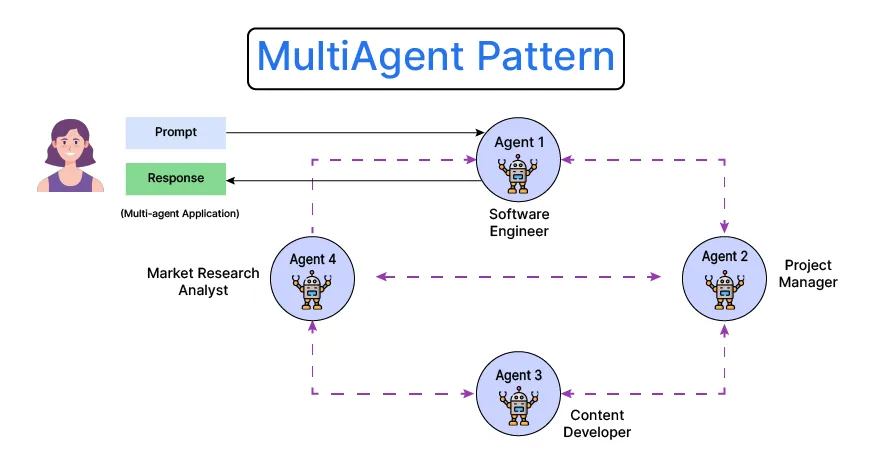 MultiAgent Pattern
Prompt
Response
(Multi-agent Application)
Agent 1
Software
Engineer
Agent 4
Market Research
Analyst
Agent 2
Project
Manager
Agent 3
Content
Developer